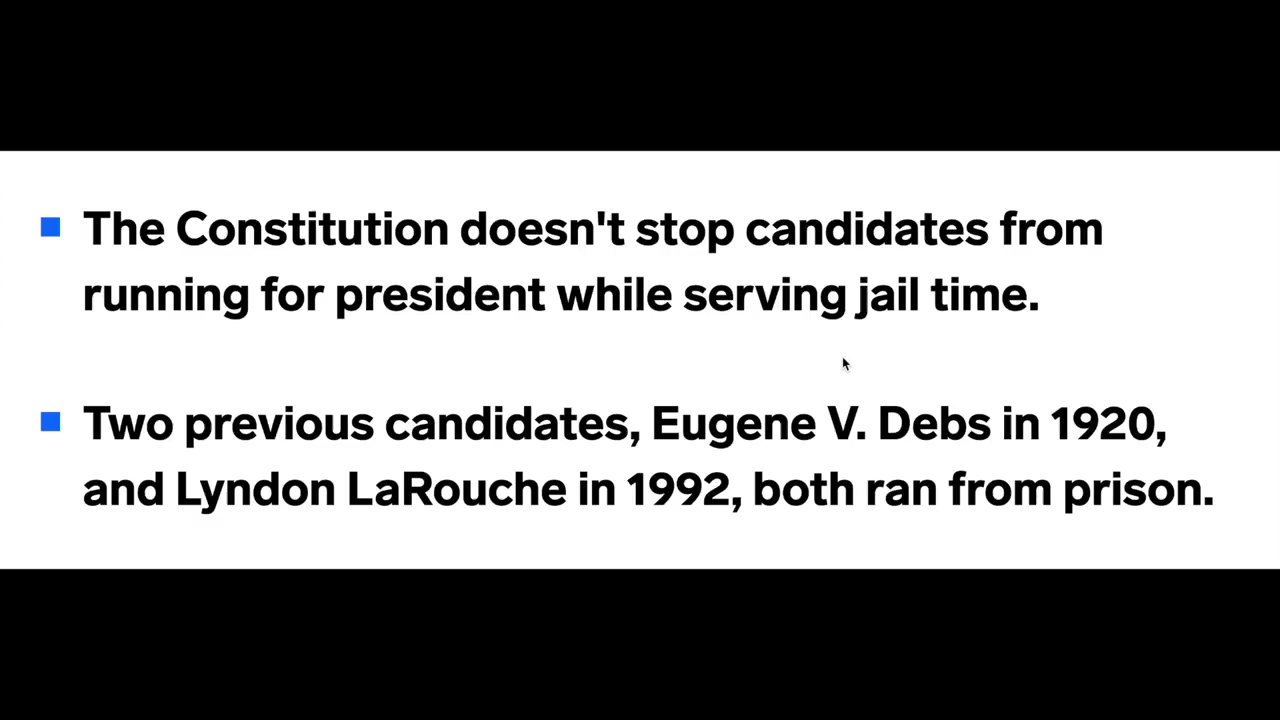 The Constitution doesn't stop candidates from
running for president while serving jail time.
Two previous candidates, Eugene V. Debs in 1920,
and Lyndon LaRouche in 1992, both ran from prison.